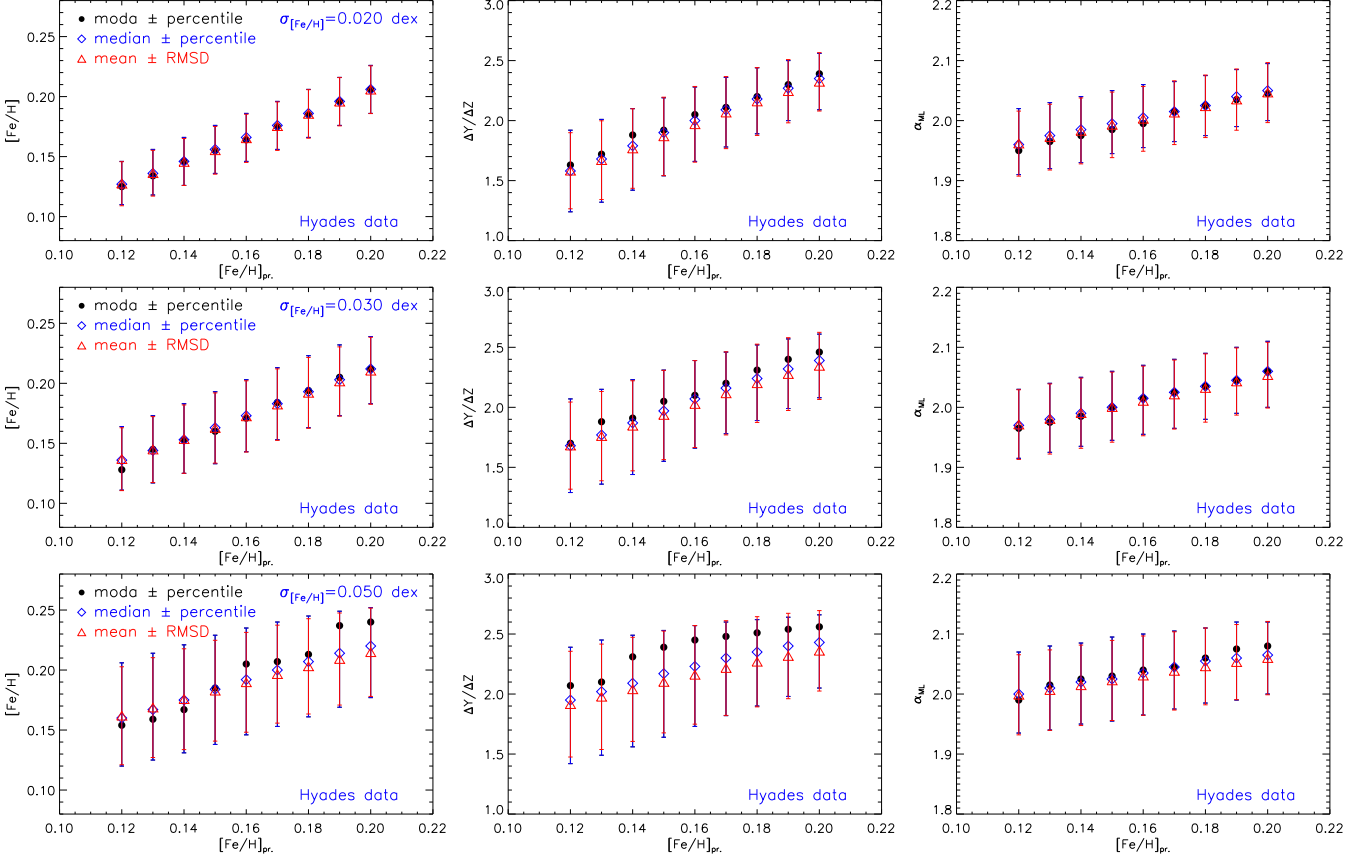 moda ± percentile σ[Fe/H]=0.020 dex
median ± percentile
mean ± RMSD
0.25
0.20
0.15
0.10
[Fe/H]
Hyades data
0.10 0.12 0.14 0.16 0.18 0.20 0.22
[Fe/H]pr.
3.0
2.5
2.0
1.5
1.0
ΔY/ΔZ
Hyades data
0.10 0.12 0.14 0.16 0.18 0.20 0.22
[Fe/H]pr.
2.2
2.1
2.0
1.9
1.8
αML
Hyades data
0.10 0.12 0.14 0.16 0.18 0.20 0.22
[Fe/H]pr.
moda ± percentile σ[Fe/H]=0.030 dex
median ± percentile
mean ± RMSD
0.25
0.20
0.15
0.10
[Fe/H]
Hyades data
0.10 0.12 0.14 0.16 0.18 0.20 0.22
[Fe/H]pr.
3.0
2.5
2.0
1.5
1.0
ΔY/ΔZ
Hyades data
0.10 0.12 0.14 0.16 0.18 0.20 0.22
[Fe/H]pr.
2.2
2.1
2.0
1.9
1.8
αML
Hyades data
0.10 0.12 0.14 0.16 0.18 0.20 0.22
[Fe/H]pr.
moda ± percentile σ[Fe/H]=0.050 dex
median ± percentile
mean ± RMSD
0.25
0.20
0.15
0.10
[Fe/H]
Hyades data
0.10 0.12 0.14 0.16 0.18 0.20 0.22
[Fe/H]pr.
3.0
2.5
2.0
1.5
1.0
ΔY/ΔZ
Hyades data
0.10 0.12 0.14 0.16 0.18 0.20 0.22
[Fe/H]pr.
2.2
2.1
2.0
1.9
1.8
αML
Hyades data
0.10 0.12 0.14 0.16 0.18 0.20 0.22
[Fe/H]pr.